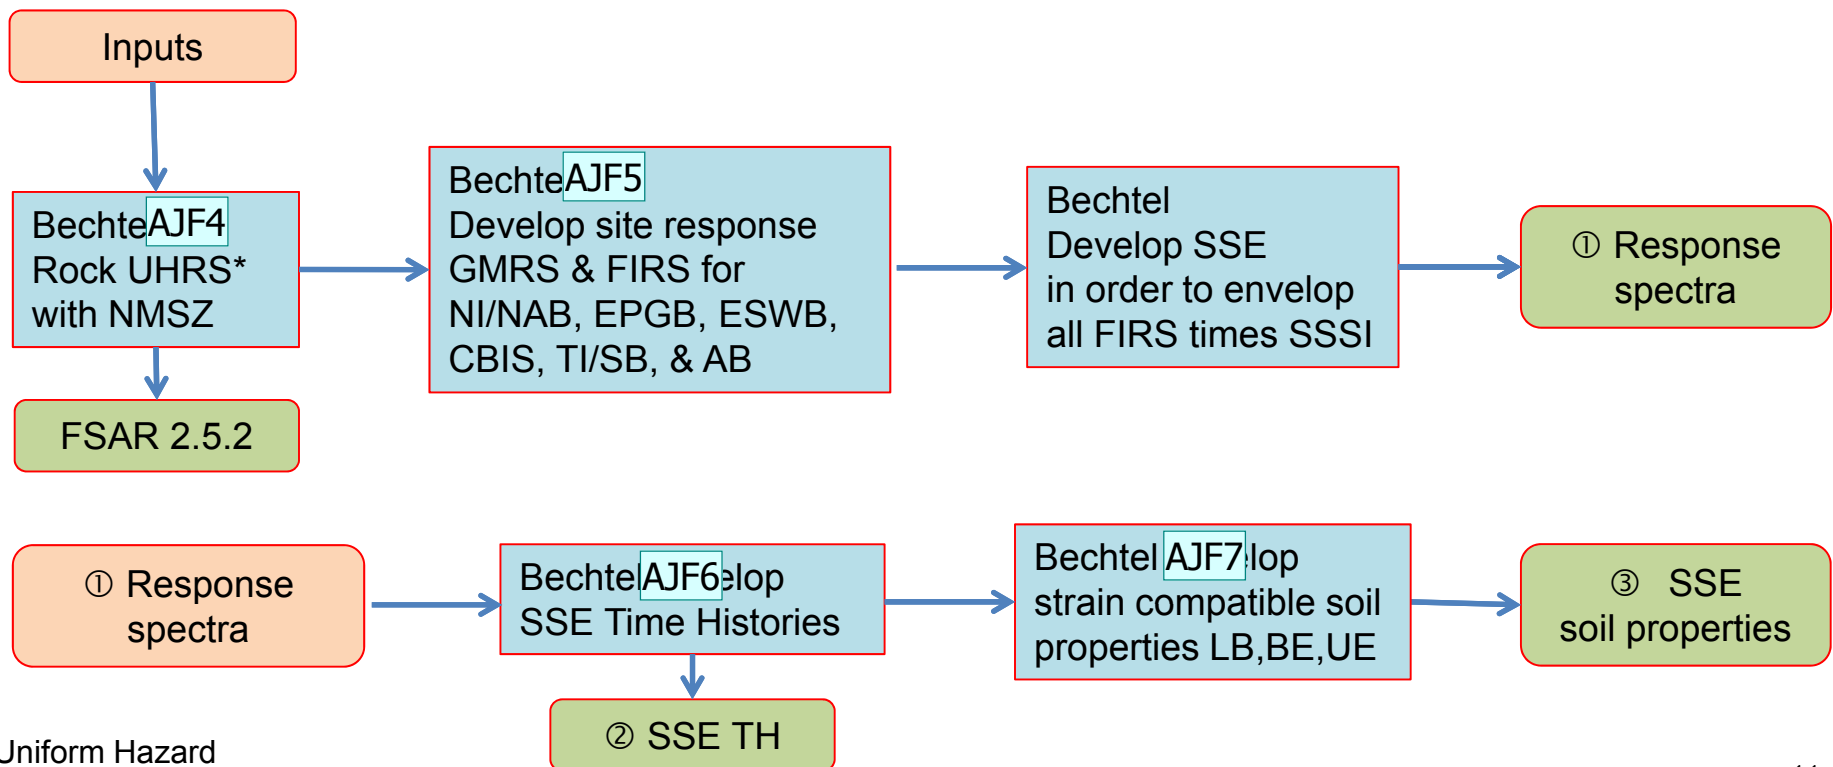 Inputs
BechteAJF4
Rock UHRS*
with NMSZ
FSAR 2.5.2
BechteAJF5
Develop site response
GMRS & FIRS for
NI/NAB, EPGB, ESWB,
CBIS, TI/SB, & AB
Bechtel
Develop SSE
in order to envelop
all FIRS times SSSI
① Response
spectra
① Response
spectra
BechtelAJF6elop
SSE Time Histories
② SSE TH
Bechtel AJF7lop
strain compatible soil
properties LB,BE,UE
③ SSE
soil properties
Uniform Hazard